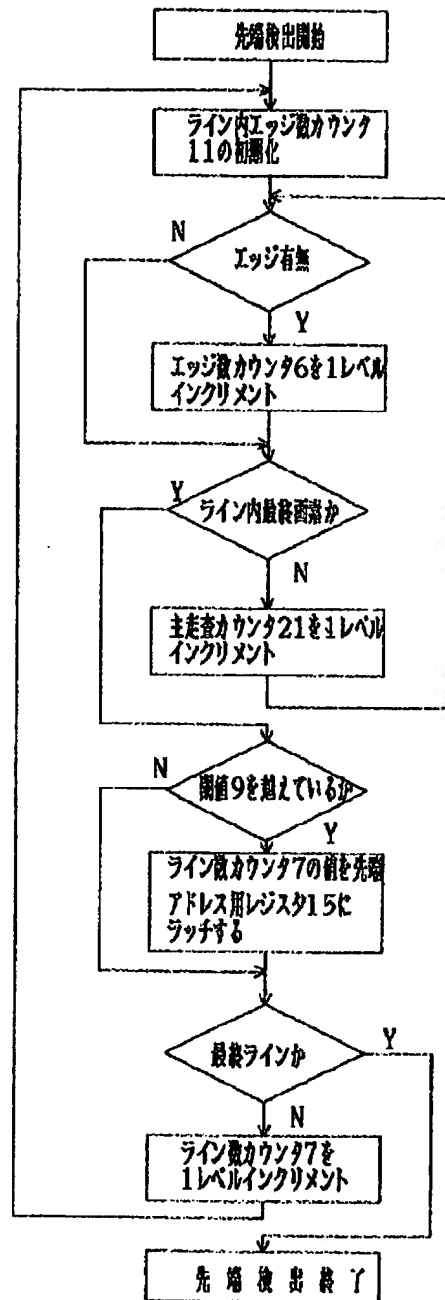 先端検出開始
ライン内エッジ数カウンタ
11の初期化
エッジ有無
N
Y
エッジ数カウンタ6を1レベル
インクリメント
ライン内最終画素か
Y
N
主走査カウンタ21を1レベル
インクリメント
閾値9を越えているか
N
Y
ライン数カウンタ7の値を先端
アドレス用レジスタ15に
ラッチする
最終ラインか
Y
N
ライン数カウンタ7を
1レベルインクリメント
先端検出終了